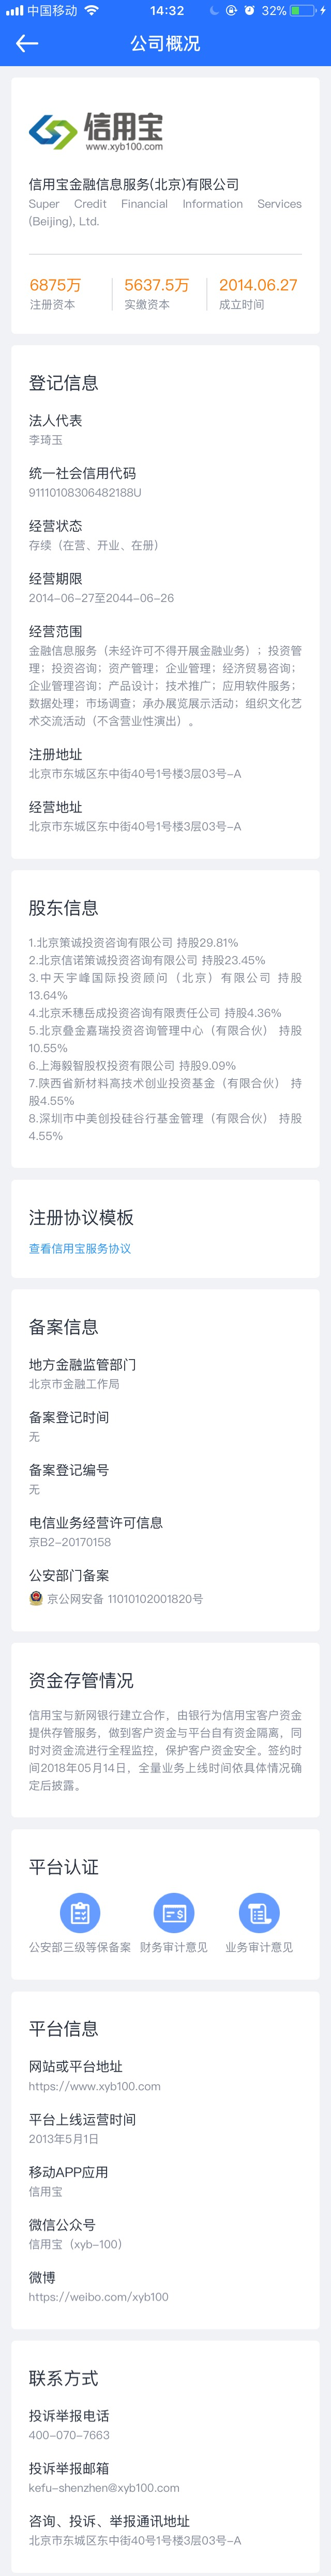 中国移动 14:32 32%
公司概况
信用宝
www.xyb100.com
信用宝金融信息服务(北京)有限公司
Super Credit Financial Information Services
(Beijing), Ltd.
6875万 5637.5万 2014.06.27
注册资本 实缴资本 成立时间
登记信息
法人代表
李琦玉
统一社会信用代码
91110108306482188U
经营状态
存续（在营、开业、在册）
经营期限
2014-06-27至2044-06-26
经营范围
金融信息服务（未经许可不得开展金融业务）；投资管
理；投资咨询；资产管理；企业管理；经济贸易咨询；
企业管理咨询；产品设计；技术推广；应用软件服务；
数据处理；市场调查；承办展览展示活动；组织文化艺
术交流活动（不含营业性演出）。
注册地址
北京市东城区东中街40号1号楼3层03号-A
经营地址
北京市东城区东中街40号1号楼3层03号-A
股东信息
1.北京策诚投资咨询有限公司 持股29.81%
2.北京信诺策诚投资咨询有限公司 持股23.45%
3.中天宇峰国际投资顾问（北京）有限公司 持股
13.64%
4.北京禾穗岳成投资咨询有限责任公司 持股4.36%
5.北京叠金嘉瑞投资咨询管理中心（有限合伙） 持股
10.55%
6.上海毅智股权投资有限公司 持股9.09%
7.陕西省新材料高技术创业投资基金（有限合伙） 持
股4.55%
8.深圳市中美创投硅谷行基金管理（有限合伙） 持股
4.55%
注册协议模板
查看信用宝服务协议
备案信息
地方金融监管部门
北京市金融工作局
备案登记时间
无
备案登记编号
无
电信业务经营许可信息
京B2-20170158
公安部门备案
京公网安备 11010102001820号
资金存管情况
信用宝与新网银行建立合作，由银行为信用宝客户资金
提供存管服务，做到客户资金与平台自有资金隔离，同
时对资金流进行全程监控，保护客户资金安全。签约时
间2018年05月14日，全量业务上线时间依具体情况确
定后披露。
平台认证
公安部三级等保备案 财务审计意见 业务审计意见
平台信息
网站或平台地址
https://www.xyb100.com
平台上线运营时间
2013年5月1日
移动APP应用
信用宝
微信公众号
信用宝（xyb-100）
微博
https://weibo.com/xyb100
联系方式
投诉举报电话
400-070-7663
投诉举报邮箱
kefu-shenzhen@xyb100.com
咨询、投诉、举报通讯地址
北京市东城区东中街40号1号楼3层03号-A